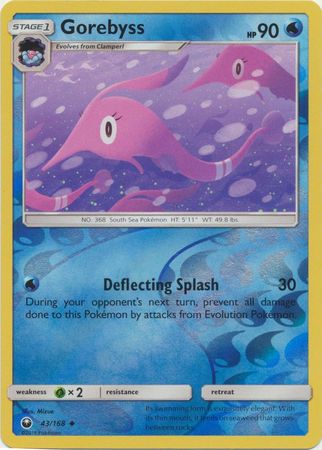 STAGE 1 Gorebyss HP 90
Evolves from Clamperl
NO. 368 South Sea Pokémon HT: 5'11" WT: 49.8 lbs.
Deflecting Splash 30
During your opponent's next turn, prevent all damage
done to this Pokémon by attacks from Evolution Pokémon.
weakness × 2 resistance retreat
Illus. Mizue
43/168
©2018 Pokémon
Its swimming form is exquisitely elegant. With
its thin mouth, it feeds on seaweed that grows
between rocks.